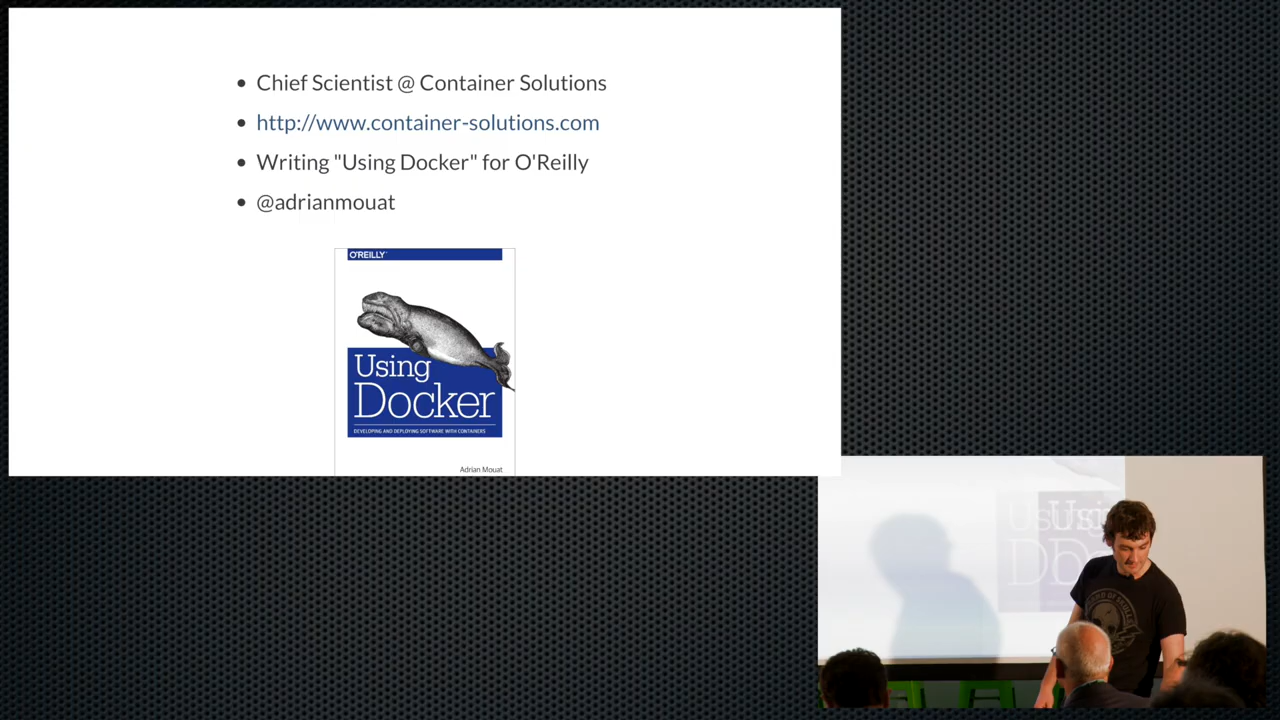 Chief Scientist @ Container Solutions
http://www.container-solutions.com
Writing "Using Docker" for O'Reilly
@adrianmouat
O'REILLY
Using
Docker
DEVELOPING AND DEPLOYING SOFTWARE WITH CONTAINERS
Adrian Mouat